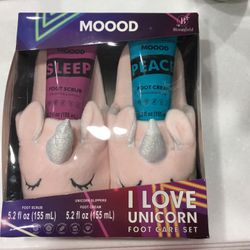 MOOOD
MOOOD
SLEEP
FOOT SCRUB
MOOOD
PEACE
FOOT CREAM
FOOT SCRUB
5.2 fl oz (155 mL)
UNICORN SLIPPERS
FOOT CREAM
5.2 fl oz (155 mL)
I LOVE
UNICORN
FOOT CARE SET